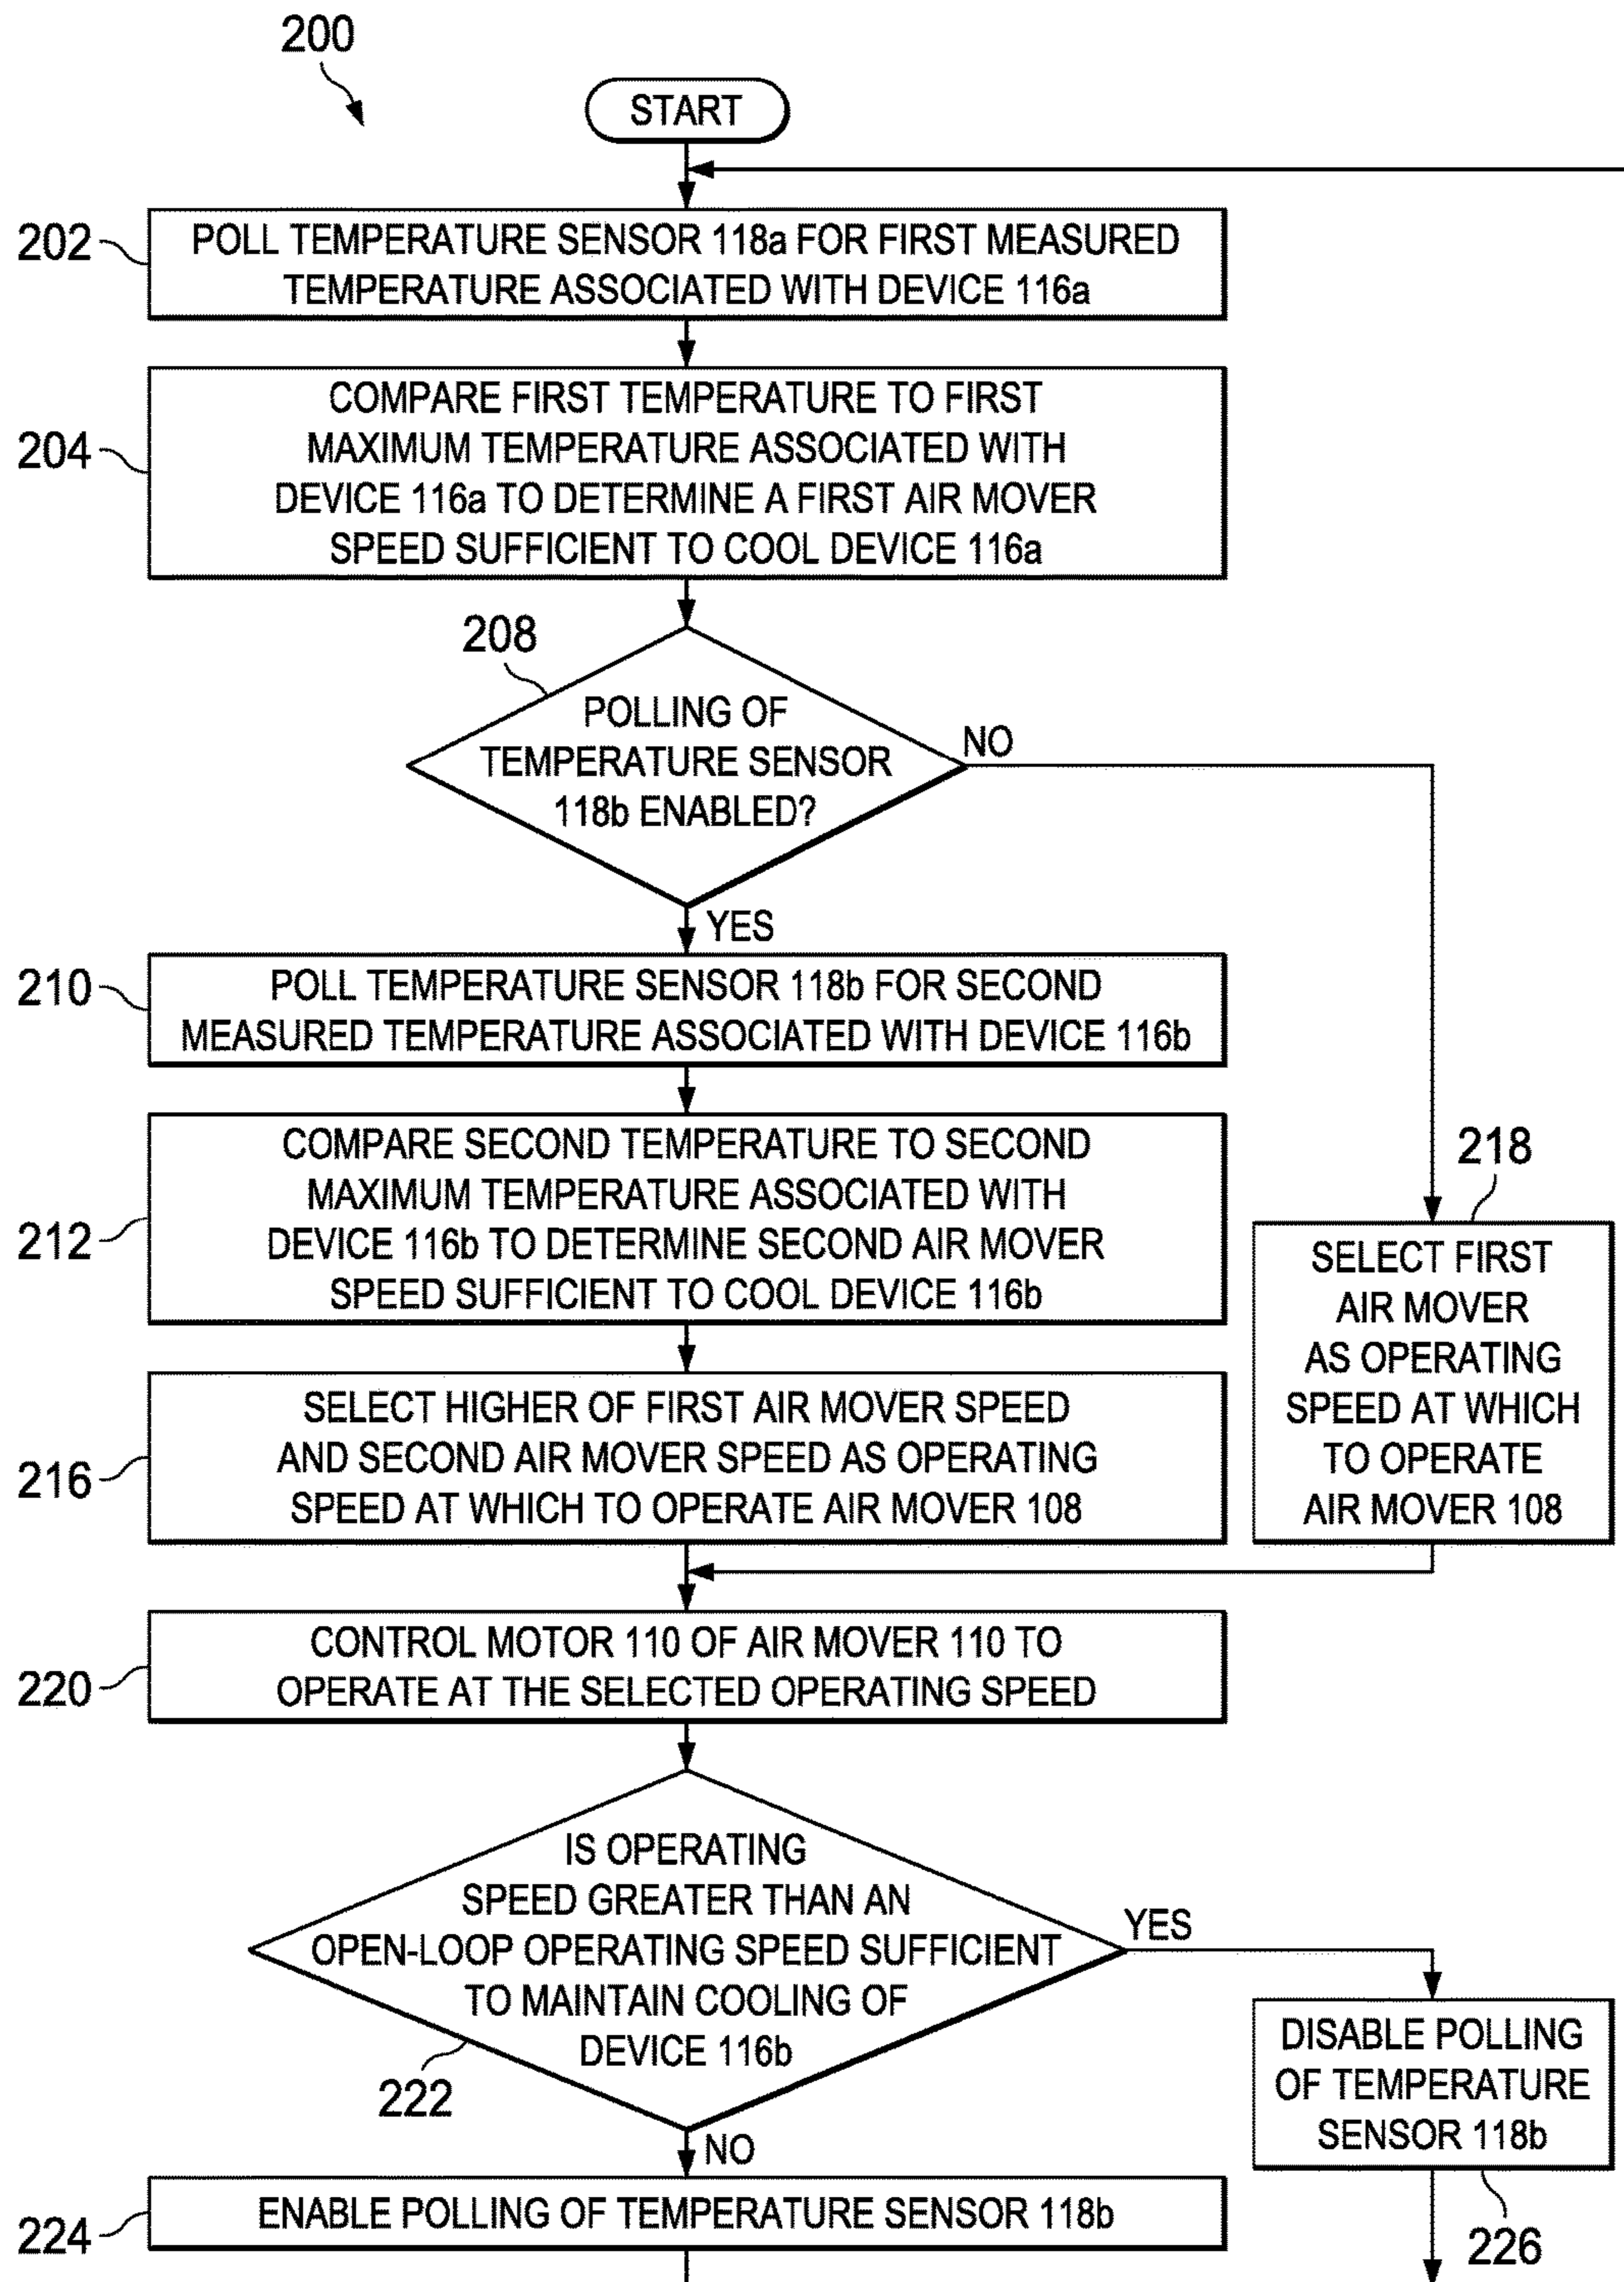 200
START
202
POLL TEMPERATURE SENSOR 118a FOR FIRST MEASURED
TEMPERATURE ASSOCIATED WITH DEVICE 116a
204
COMPARE FIRST TEMPERATURE TO FIRST
MAXIMUM TEMPERATURE ASSOCIATED WITH
DEVICE 116a TO DETERMINE A FIRST AIR MOVER
SPEED SUFFICIENT TO COOL DEVICE 116a
208
POLLING OF
TEMPERATURE SENSOR
118b ENABLED?
NO
YES
210
POLL TEMPERATURE SENSOR 118b FOR SECOND
MEASURED TEMPERATURE ASSOCIATED WITH DEVICE 116b
212
COMPARE SECOND TEMPERATURE TO SECOND
MAXIMUM TEMPERATURE ASSOCIATED WITH
DEVICE 116b TO DETERMINE SECOND AIR MOVER
SPEED SUFFICIENT TO COOL DEVICE 116b
218
SELECT FIRST
AIR MOVER
AS OPERATING
SPEED AT WHICH
TO OPERATE
AIR MOVER 108
216
SELECT HIGHER OF FIRST AIR MOVER SPEED
AND SECOND AIR MOVER SPEED AS OPERATING
SPEED AT WHICH TO OPERATE AIR MOVER 108
220
CONTROL MOTOR 110 OF AIR MOVER 110 TO
OPERATE AT THE SELECTED OPERATING SPEED
IS OPERATING
SPEED GREATER THAN AN
OPEN-LOOP OPERATING SPEED SUFFICIENT
TO MAINTAIN COOLING OF
DEVICE 116b
222
YES
NO
DISABLE POLLING
OF TEMPERATURE
SENSOR 118b
226
224
ENABLE POLLING OF TEMPERATURE SENSOR 118b